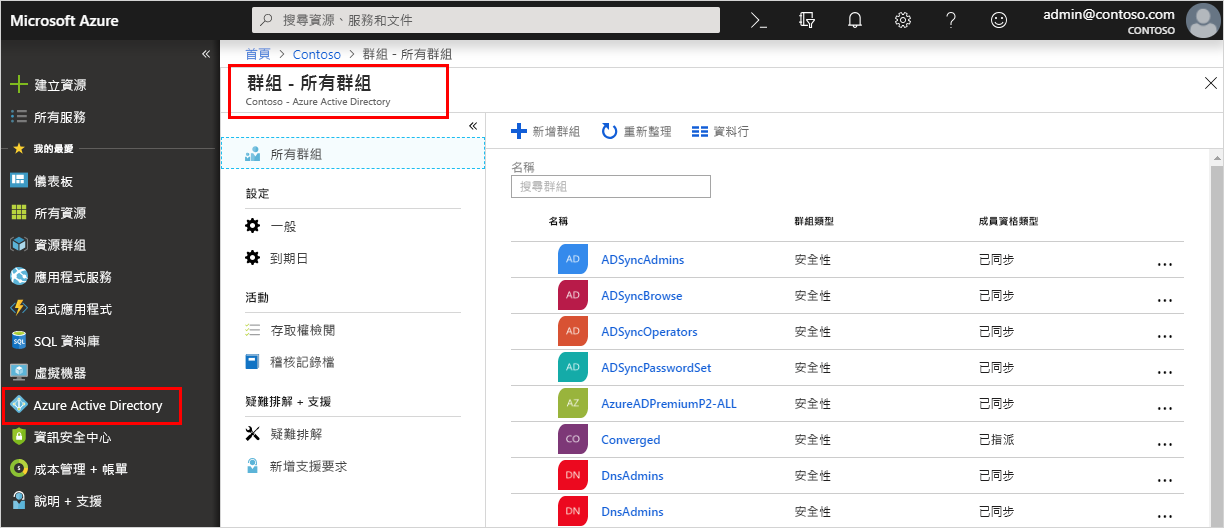 Microsoft Azure
搜尋資源、服務和文件
admin@contoso.com
CONTOSO
建立資源
所有服務
我的最愛
儀表板
所有資源
資源群組
應用程式服務
函式應用程式
SQL 資料庫
虛擬機器
Azure Active Directory
資訊安全中心
成本管理 + 帳單
說明 + 支援
首頁 > Contoso > 群組 - 所有群組
群組 - 所有群組
Contoso - Azure Active Directory
所有群組
設定
一般
到期日
活動
存取權檢閱
稽核記錄檔
疑難排解 + 支援
疑難排解
新增支援要求
新增群組 重新整理 資料行
名稱
搜尋群組
名稱 群組類型 成員資格類型
AD ADSyncAdmins 安全性 已同步 ...
AD ADSyncBrowse 安全性 已同步 ...
AD ADSyncOperators 安全性 已同步 ...
AD ADSyncPasswordSet 安全性 已同步 ...
AZ AzureADPremiumP2-ALL 安全性 已同步 ...
CO Converged 安全性 已指派 ...
DN DnsAdmins 安全性 已同步 ...
DN DnsAdmins 安全性 已同步 ...